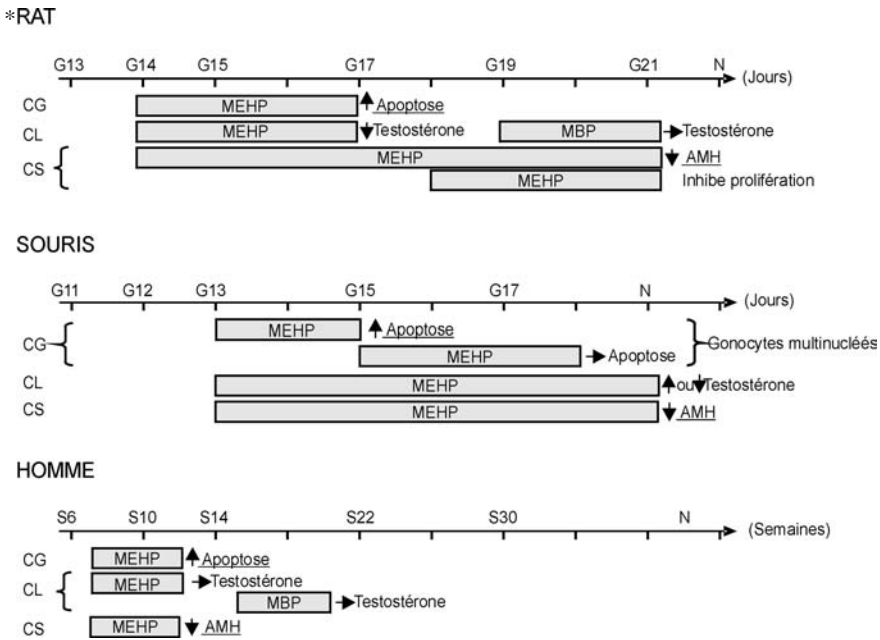 *RAT
G13 G14 G15 G17 G19 G21 N
(Jours)
CG MEHP Apoptose
CL MEHP Testostérone MBP Testostérone
CS MEHP AMH
MEHP Inhibe prolifération
SOURIS
G11 G12 G13 G15 G17 N
(Jours)
CG MEHP Apoptose
MEHP Apoptose Gonocytes multinucléés
CL MEHP ou Testostérone
CS MEHP AMH
HOMME
S6 S10 S14 S22 S30 N
(Semaines)
CG MEHP Apoptose
CL MEHP Testostérone
MBP Testostérone
CS MEHP AMH